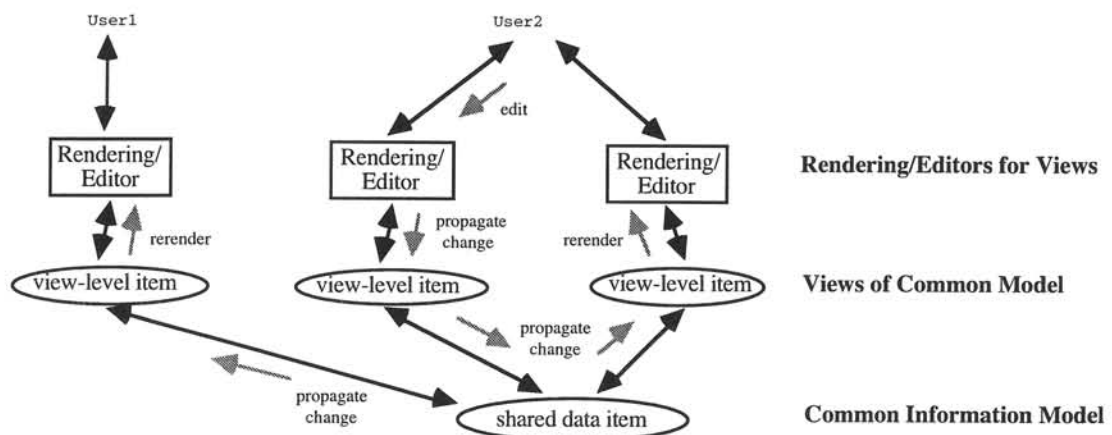 User1
User2
edit
Rendering/
Editor
Rendering/
Editor
Rendering/
Editor
Rendering/Editors for Views
rerender
propagate
change
rerender
view-level item
view-level item
view-level item
Views of Common Model
propagate
change
propagate
change
shared data item
Common Information Model